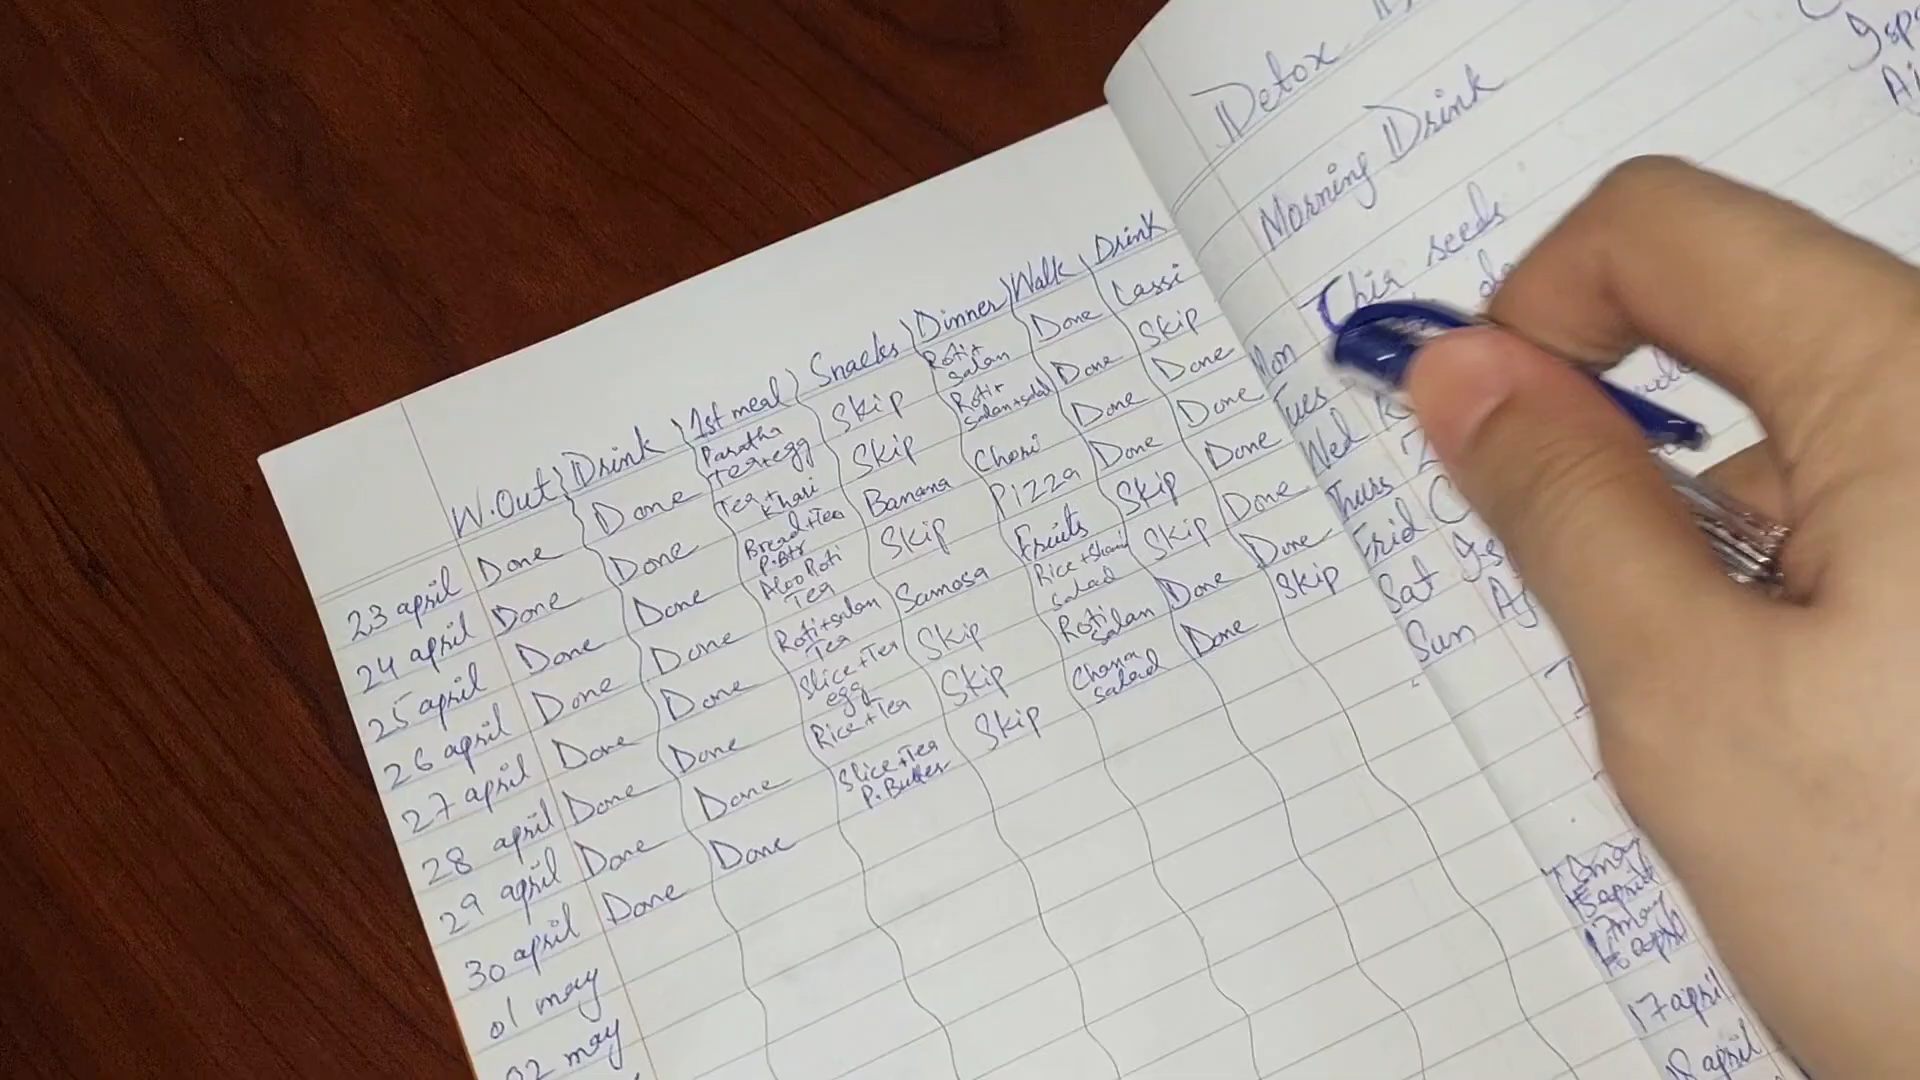 W.Out Drink 1st meal Snacks Dinner Walk Drink
23 april Done Done Paratha Tea+egg Skip Roti+ Salan Done Lassi
24 april Done Done Tea+ Khari Skip Roti+ Salan+salad Done Skip
25 april Done Done Bread+Tea P.Btr Banana Done Done
26 april Done Done Aloo Roti Tea Skip Pizza Done Done
27 april Done Done Roti+salan Tea Samosa Fruits Skip Done
28 april Done Done Slice+Tea egg Skip Rice+ salad Skip Done
29 april Done Done Rice+Tea Skip Roti Salan Done Done
30 april Done Done Slice+Tea P.Butter Skip Chana Salad Done Skip
01 may
02 may
Detox
Morning Drink
Chia seeds
Mon
Tues
Wed
Thurs
Frid
Sat
Sun
17 april
18 april